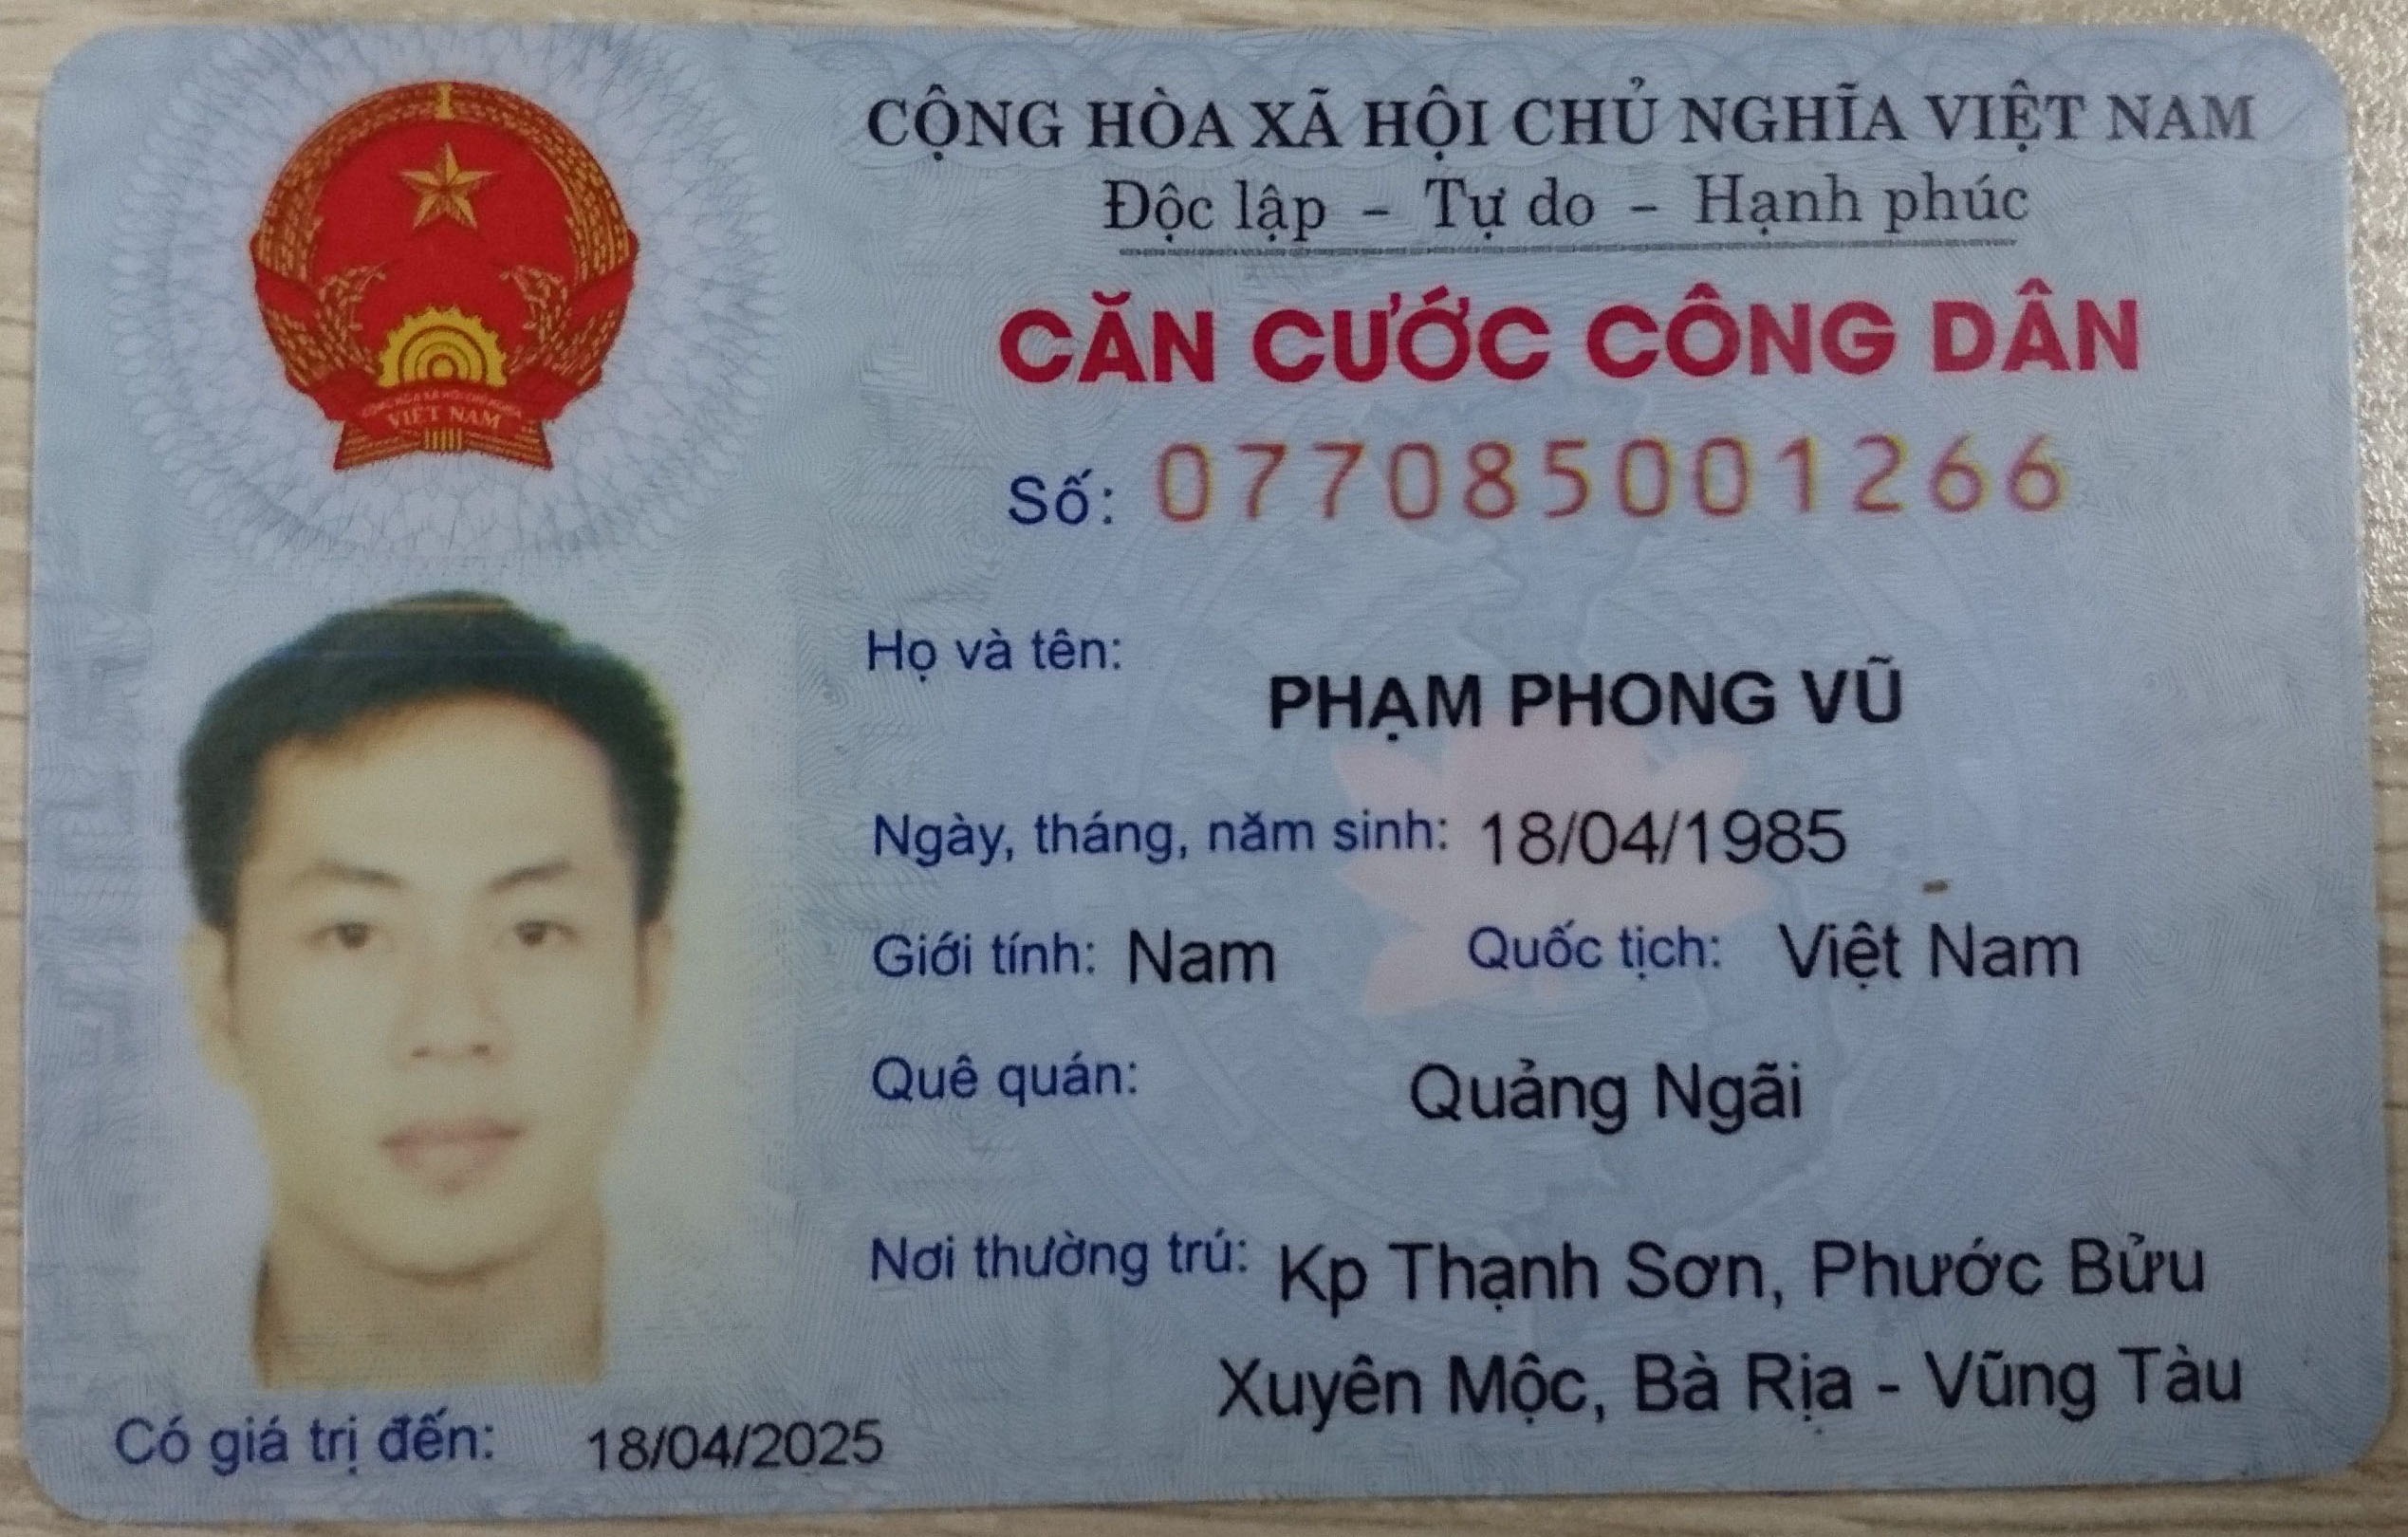 CỘNG HÒA XÃ HỘI CHỦ NGHĨA VIỆT NAM
Độc lập - Tự do - Hạnh phúc
CĂN CƯỚC CÔNG DÂN
Số: 077085001266
Họ và tên:
PHẠM PHONG VŨ
Ngày, tháng, năm sinh: 18/04/1985
Giới tính: Nam Quốc tịch: Việt Nam
Quê quán:
Quảng Ngãi
Nơi thường trú: Kp Thạnh Sơn, Phước Bửu
Xuyên Mộc, Bà Rịa - Vũng Tàu
Có giá trị đến: 18/04/2025
CỘNG HÒA XÃ HỘI CHỦ NGHĨA
VIỆT NAM